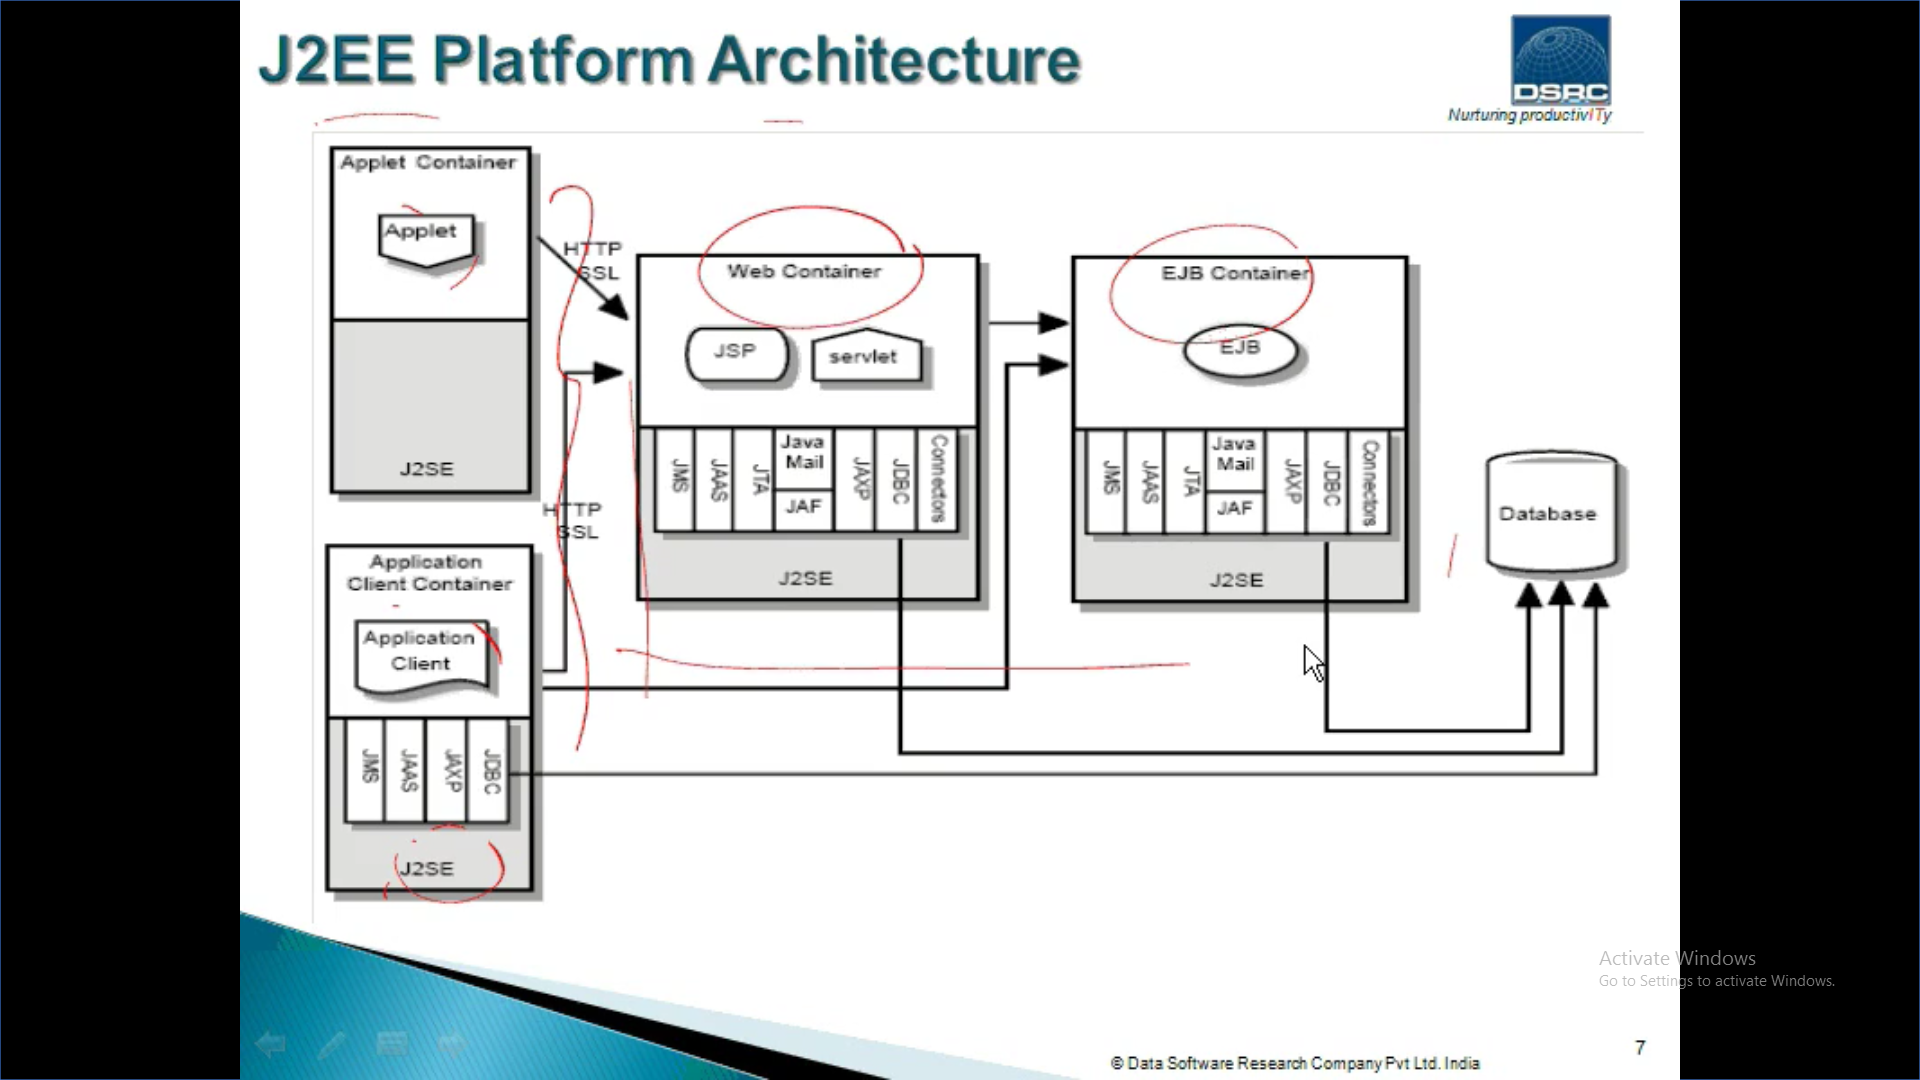 J2EE Platform Architecture
DSRC
Nurturing productivITy
Applet Container
Applet
J2SE
HTTP
SSL
Web Container
JSP
servlet
JMS
JAAS
JTA
Java
Mail
JAF
JAXP
JDBC
Connectors
J2SE
EJB Container
EJB
JMS
JAAS
JTA
Java
Mail
JAF
JAXP
JDBC
Connectors
J2SE
Database
HTTP
SSL
Application
Client Container
Application
Client
JMS
JAAS
JAXP
JDBC
J2SE
Activate Windows
Go to Settings to activate Windows.
7
© Data Software Research Company Pvt Ltd. India